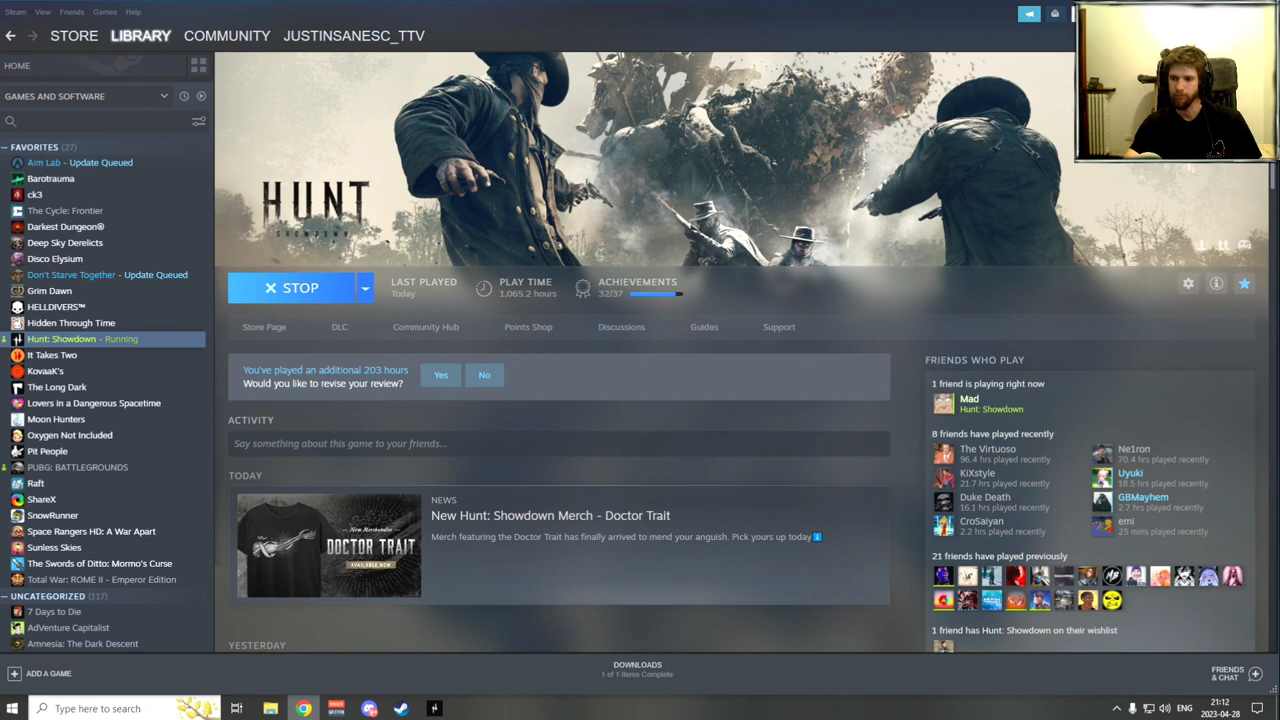 Steam View Friends Games Help
STORE LIBRARY COMMUNITY JUSTINSANESC_TTV
HOME
GAMES AND SOFTWARE
FAVORITES (27)
Aim Lab - Update Queued
Barotrauma
ck3
The Cycle: Frontier
Darkest Dungeon®
Deep Sky Derelicts
Disco Elysium
Don't Starve Together - Update Queued
Grim Dawn
HELLDIVERS™
Hidden Through Time
Hunt: Showdown - Running
It Takes Two
KovaaK's
The Long Dark
Lovers in a Dangerous Spacetime
Moon Hunters
Oxygen Not Included
Pit People
PUBG: BATTLEGROUNDS
Raft
ShareX
SnowRunner
Space Rangers HD: A War Apart
Sunless Skies
The Swords of Ditto: Mormo's Curse
Total War: ROME II - Emperor Edition
UNCATEGORIZED (117)
7 Days to Die
AdVenture Capitalist
Amnesia: The Dark Descent
HUNT
SHOWDOWN
STOP
LAST PLAYED
Today
PLAY TIME
1,065.2 hours
ACHIEVEMENTS
32/37
Store Page DLC Community Hub Points Shop Discussions Guides Support
You've played an additional 203 hours
Would you like to revise your review?
Yes No
ACTIVITY
Say something about this game to your friends...
TODAY
New Merchandise
DOCTOR TRAIT
AVAILABLE NOW
NEWS
New Hunt: Showdown Merch - Doctor Trait
Merch featuring the Doctor Trait has finally arrived to mend your anguish. Pick yours up today
YESTERDAY
FRIENDS WHO PLAY
1 friend is playing right now
Mad
Hunt: Showdown
8 friends have played recently
The Virtuoso
96.4 hrs played recently
Ne1ron
70.4 hrs played recently
KiXstyle
21.7 hrs played recently
Uyuki
18.5 hrs played recently
Duke Death
16.1 hrs played recently
GBMayhem
2.7 hrs played recently
CroSaiyan
2.2 hrs played recently
emi
25 mins played recently
21 friends have played previously
1 friend has Hunt: Showdown on their wishlist
ADD A GAME
DOWNLOADS
1 of 1 Items Complete
FRIENDS
& CHAT
Type here to search
ENG
21:12
2023-04-28